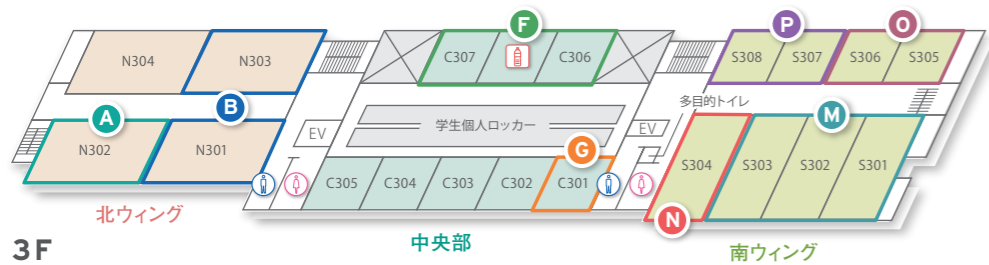 F
P
O
N304
N303
C307
C306
S308
S307
S306
S305
多目的トイレ
A
B
M
EV
学生個人ロッカー
EV
N302
N301
G
S304
S303
S302
S301
C305
C304
C303
C302
C301
N
北ウィング
中央部
南ウィング
3F